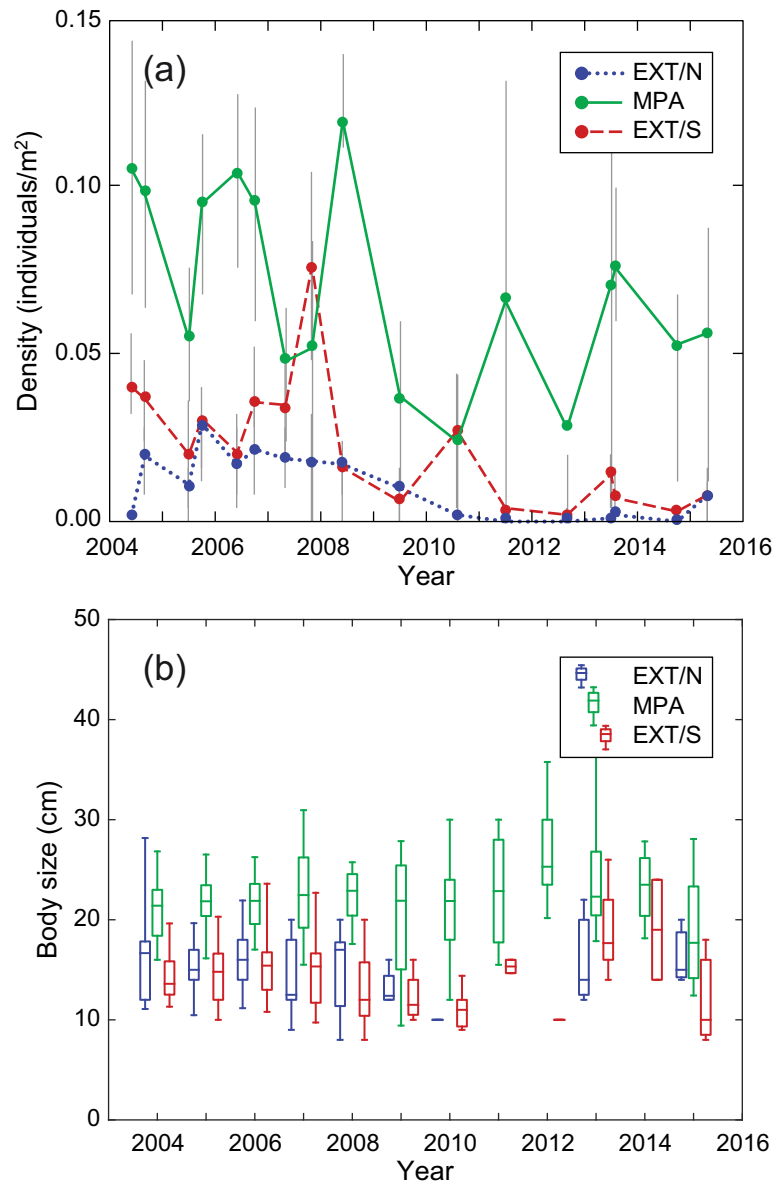 0.15
(a)
EXT/N
MPA
EXT/S
0.10
0.05
0.00
Density (individuals/m²)
2004 2006 2008 2010 2012 2014 2016
Year
50
(b)
EXT/N
MPA
EXT/S
40
30
20
10
0
Body size (cm)
2004 2006 2008 2010 2012 2014 2016
Year